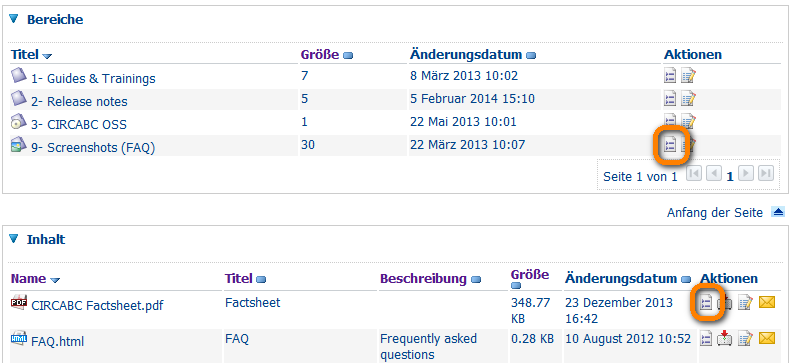 Bereiche
Titel Größe Änderungsdatum Aktionen
1- Guides & Trainings 7 8 März 2013 10:02
2- Release notes 5 5 Februar 2014 15:10
3- CIRCABC OSS 1 22 Mai 2013 10:01
9- Screenshots (FAQ) 30 22 März 2013 10:07
Seite 1 von 1 1
Anfang der Seite
Inhalt
Name Titel Beschreibung Größe Änderungsdatum Aktionen
PDF CIRCABC Factsheet.pdf Factsheet 348.77 23 Dezember 2013
KB 16:42
FAQ.html FAQ Frequently asked 0.28 KB 10 August 2012 10:52
questions